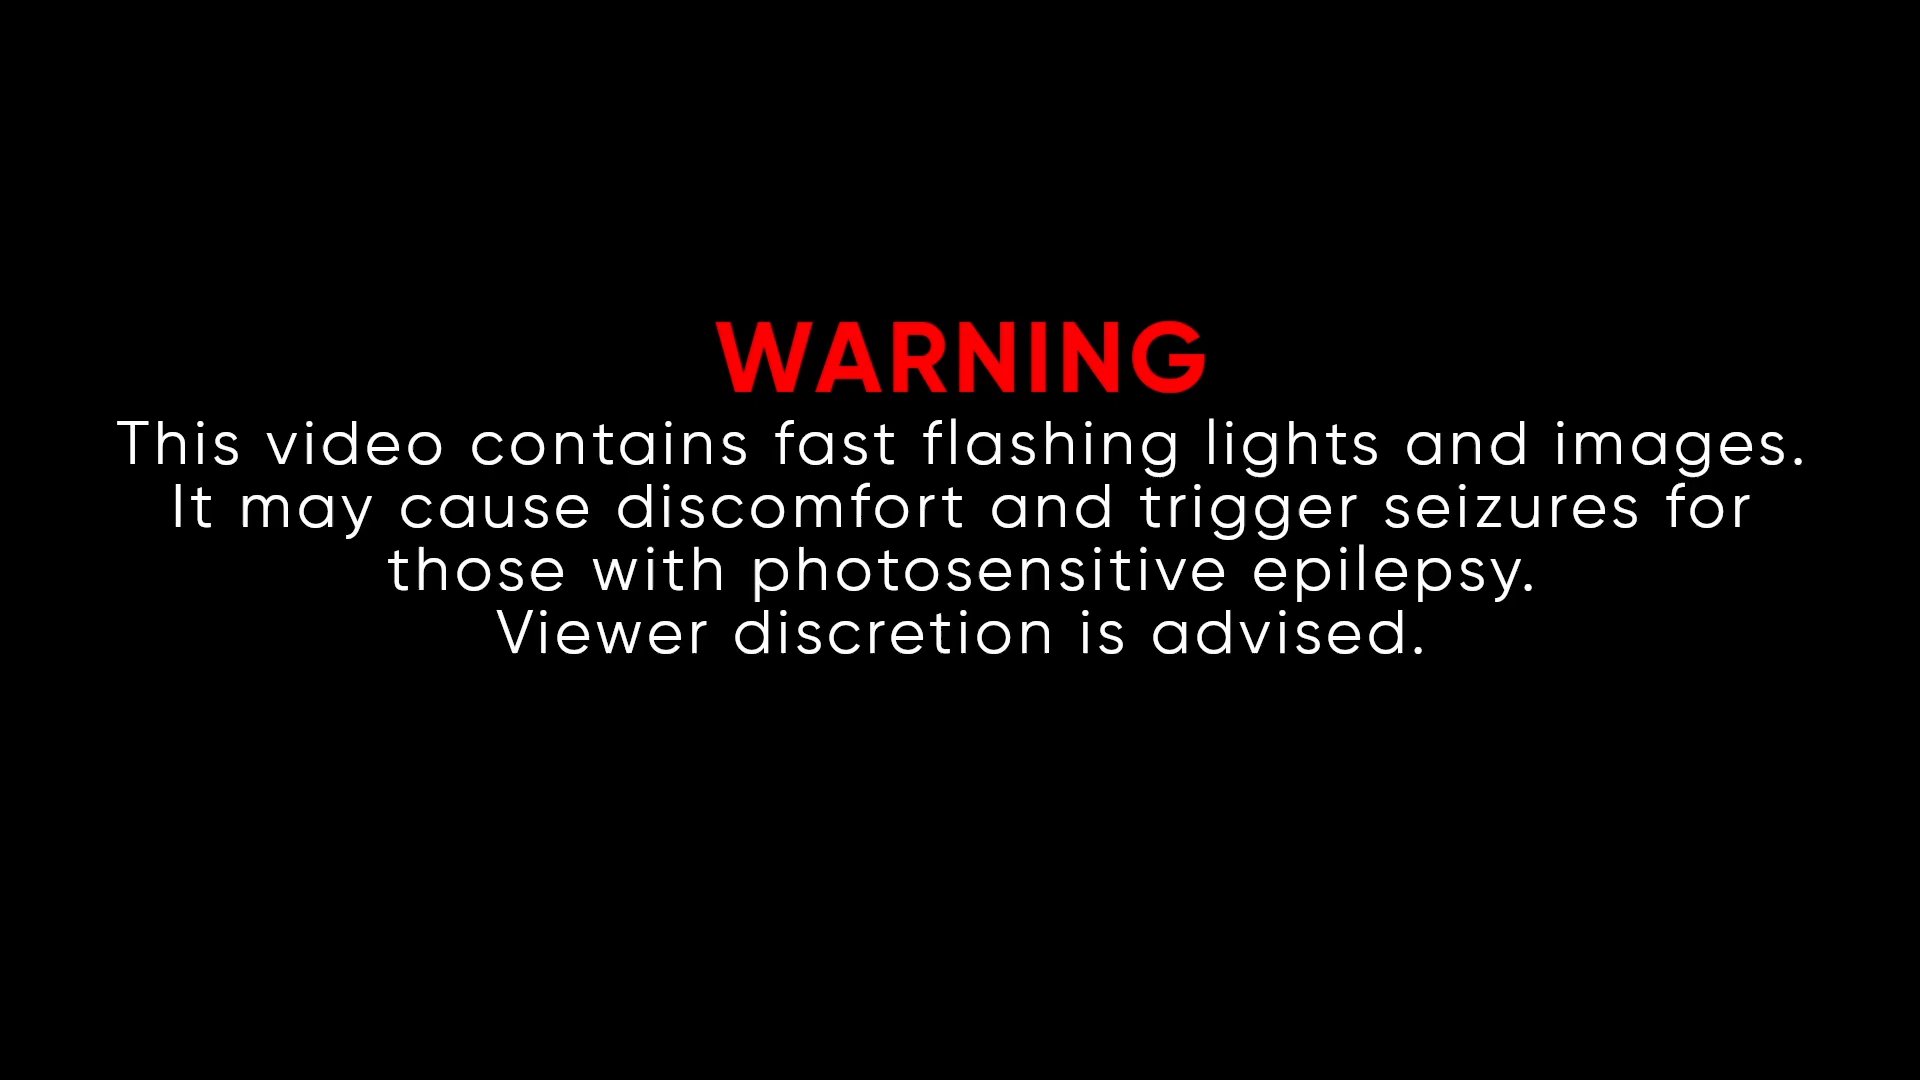 WARNING
This video contains fast flashing lights and images.
It may cause discomfort and trigger seizures for
those with photosensitive epilepsy.
Viewer discretion is advised.